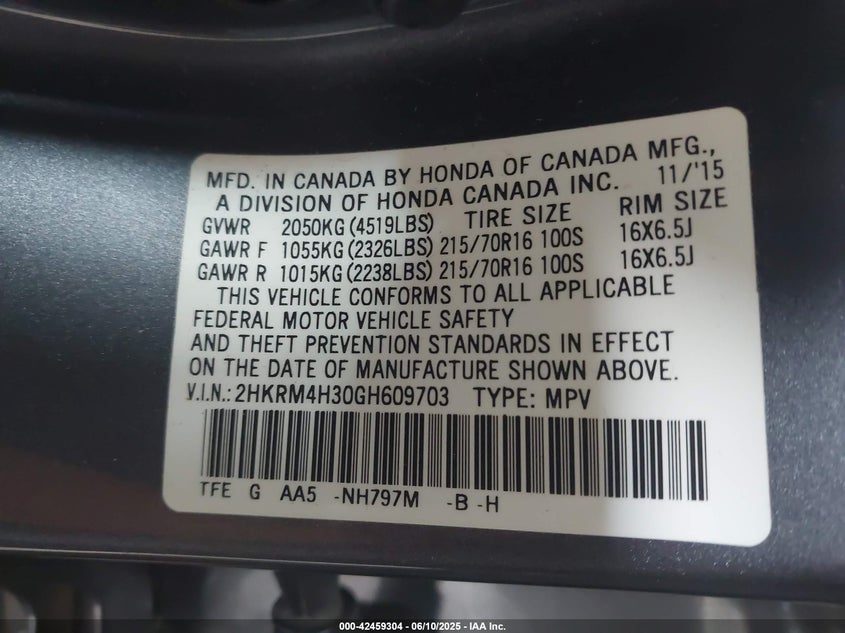 MFD. IN CANADA BY HONDA OF CANADA MFG.,
A DIVISION OF HONDA CANADA INC. 11/'15
GVWR 2050KG(4519LBS) TIRE SIZE RIM SIZE
GAWR F 1055KG(2326LBS) 215/70R16 100S 16X6.5J
GAWR R 1015KG(2238LBS) 215/70R16 100S 16X6.5J
THIS VEHICLE CONFORMS TO ALL APPLICABLE
FEDERAL MOTOR VEHICLE SAFETY
AND THEFT PREVENTION STANDARDS IN EFFECT
ON THE DATE OF MANUFACTURE SHOWN ABOVE.
V.I.N.: 2HKRM4H30GH609703 TYPE: MPV
TFE G AA5 -NH797M -B -H
000-42459304 - 06/10/2025 - IAA Inc.